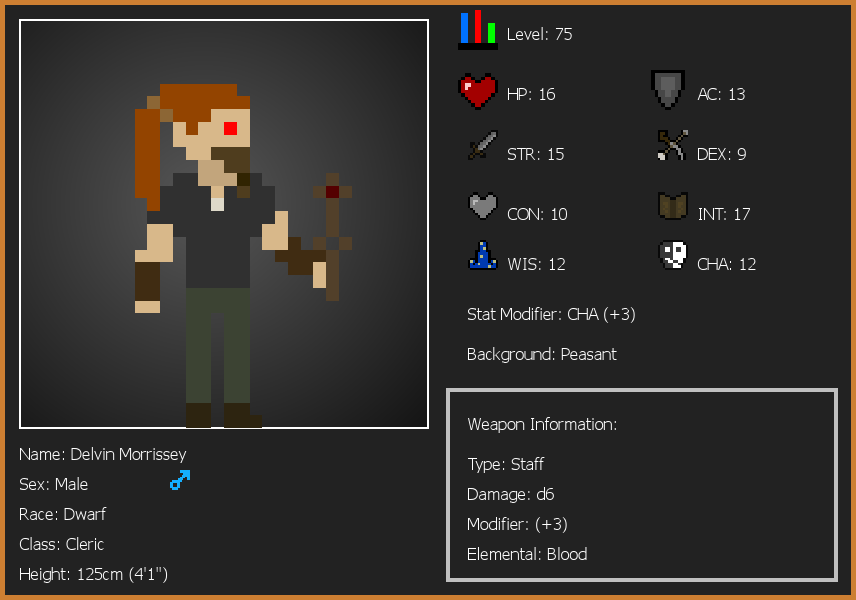 Level: 75
HP: 16
AC: 13
STR: 15
DEX: 9
CON: 10
INT: 17
WIS: 12
CHA: 12
Stat Modifier: CHA (+3)
Background: Peasant
Weapon Information:
Type: Staff
Damage: d6
Modifier: (+3)
Elemental: Blood
Name: Delvin Morrissey
Sex: Male
Race: Dwarf
Class: Cleric
Height: 125cm (4'1")